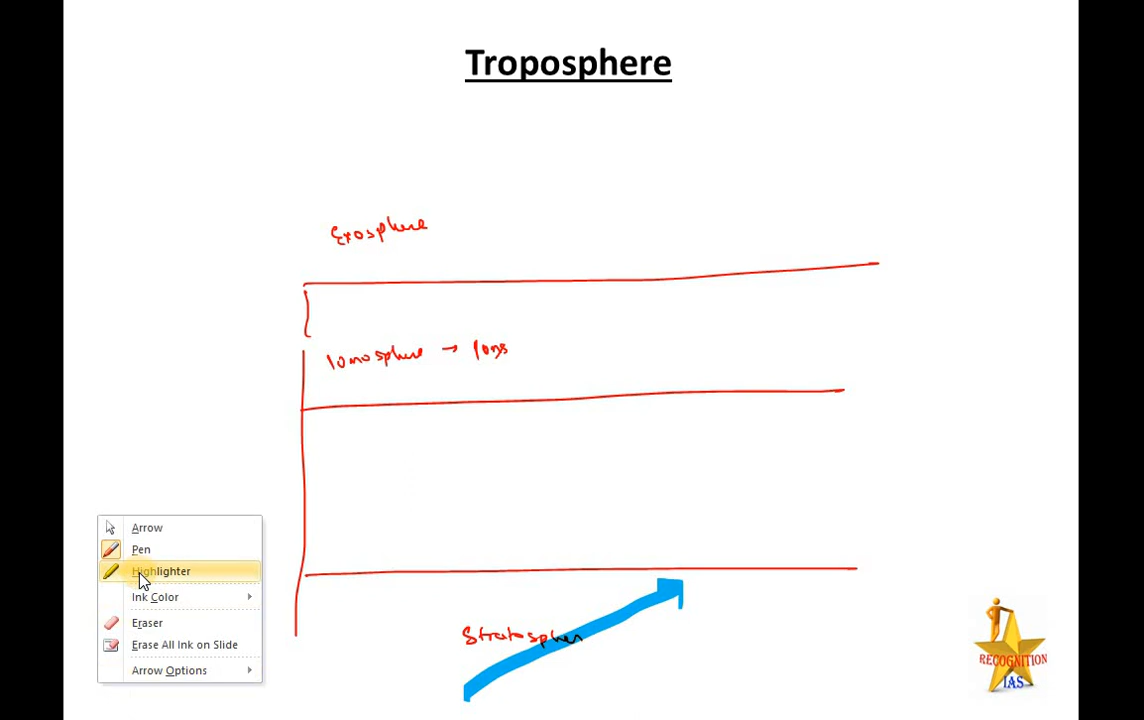 Troposphere
Exosphere
Ionosphere → Ions
Arrow
Pen
Highlighter
Ink Color
Eraser
Erase All Ink on Slide
Arrow Options
Stratospher
RECOGNITION
IAS